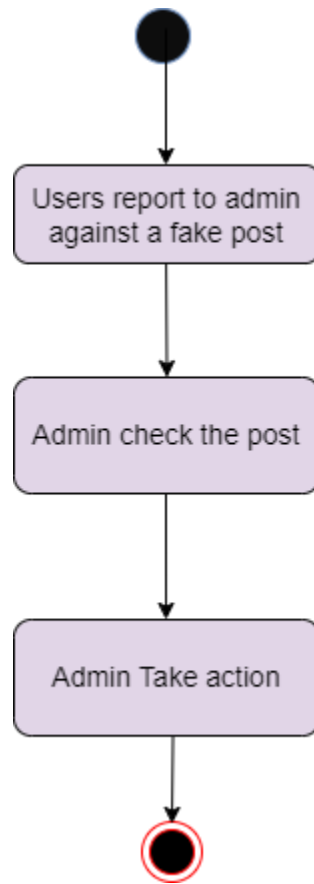 Users report to admin
against a fake post
Admin check the post
Admin Take action